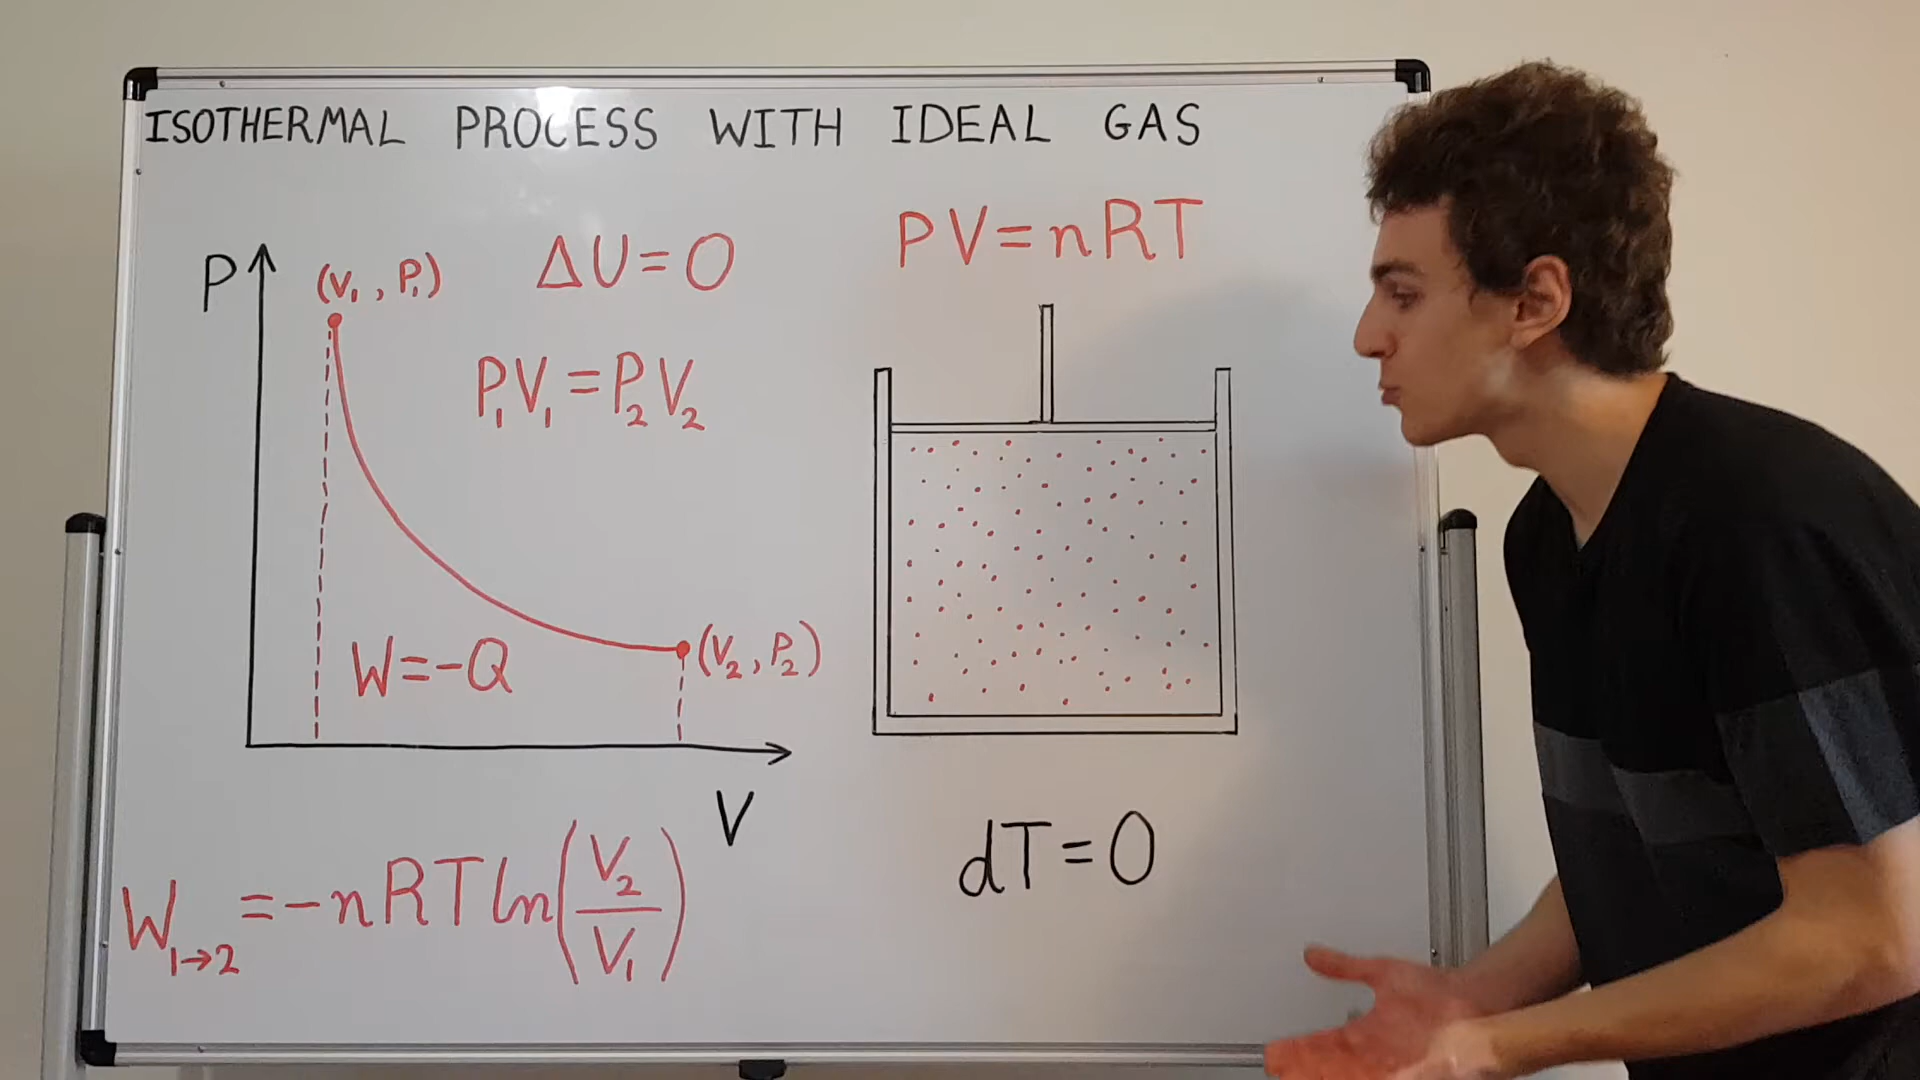 ISOTHERMAL PROCESS WITH IDEAL GAS
PV=nRT
P
(V₁, P₁)
ΔU=0
P₁V₁=P₂V₂
W=-Q
(V₂, P₂)
V
dT=0
W₁→₂=-nRTln(V₂/V₁)